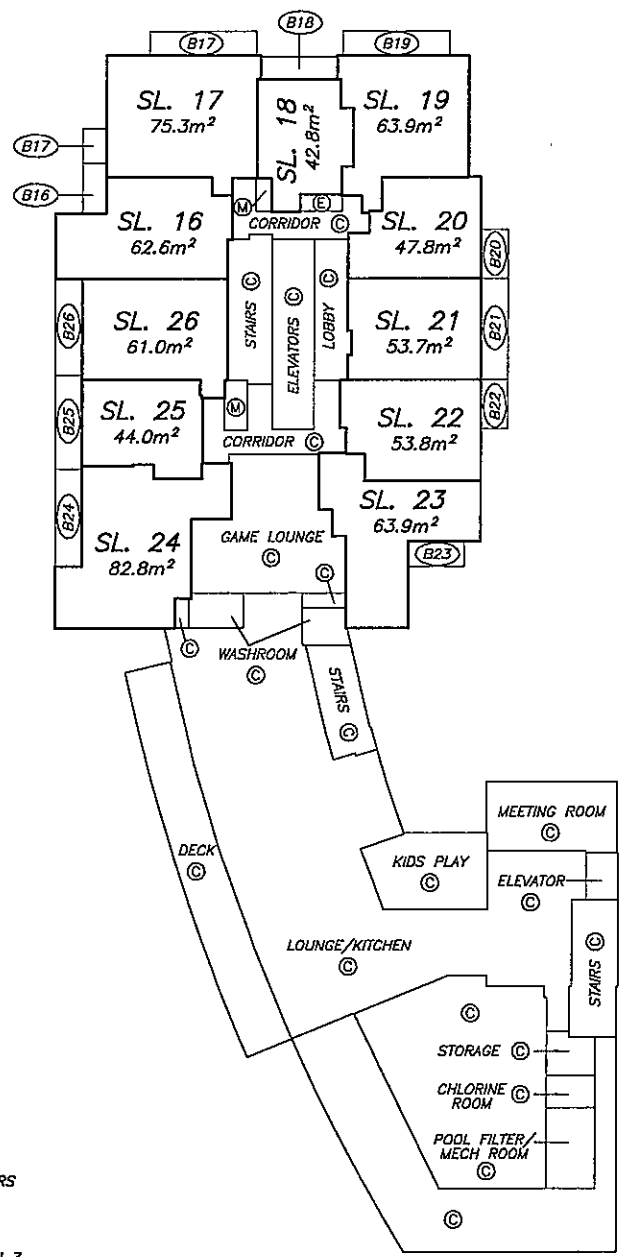 B18
B17
B19
SL. 17
75.3m²
SL. 18
42.8m²
SL. 19
63.9m²
B17
B16
SL. 16
62.6m²
M
E
CORRIDOR C
SL. 20
47.8m²
B20
B26
SL. 26
61.0m²
STAIRS C
ELEVATORS C
LOBBY C
SL. 21
53.7m²
B21
B25
SL. 25
44.0m²
M
CORRIDOR C
SL. 22
53.8m²
B22
B24
SL. 24
82.8m²
GAME LOUNGE
C
C
SL. 23
63.9m²
B23
C
WASHROOM
C
STAIRS C
DECK
C
MEETING ROOM
C
KIDS PLAY
C
ELEVATOR
C
LOUNGE/KITCHEN
C
STAIRS C
C
STORAGE C
CHLORINE C
ROOM
POOL FILTER/
MECH ROOM
C
C
RS